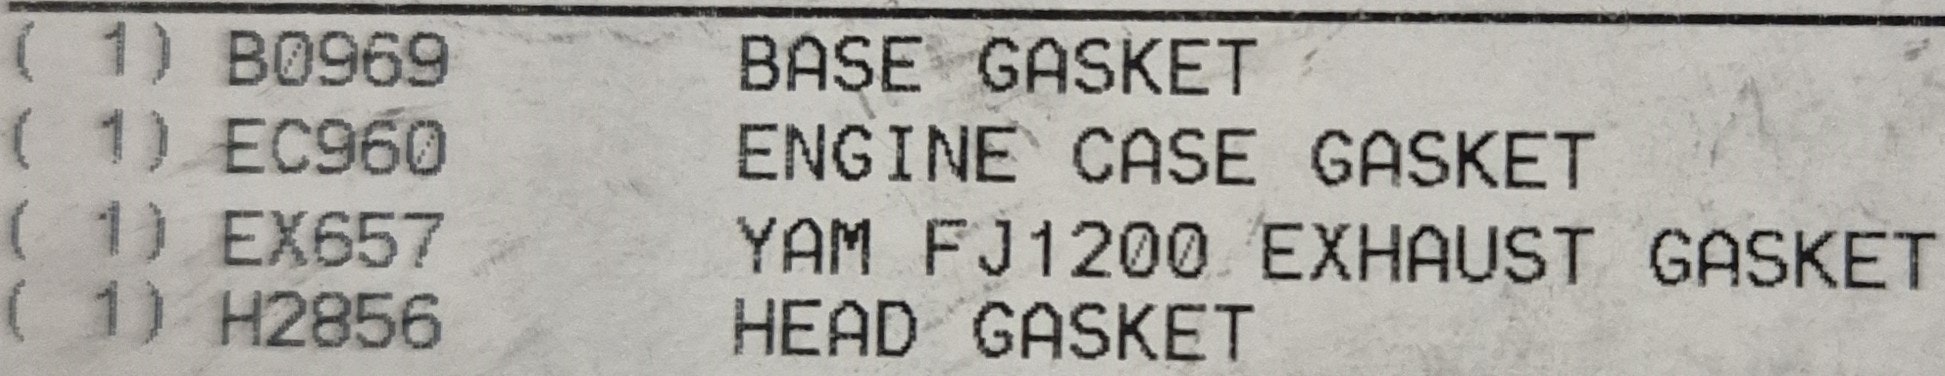 ( 1) B0969 BASE GASKET
( 1) EC960 ENGINE CASE GASKET
( 1) EX657 YAM FJ1200 EXHAUST GASKET
( 1) H2856 HEAD GASKET